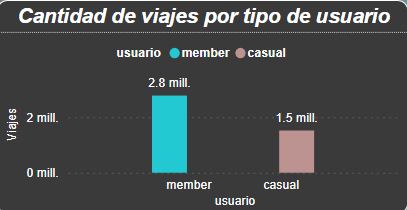 Cantidad de viajes por tipo de usuario
usuario member casual
2.8 mill.
1.5 mill.
2 mill.
0 mill.
Viajes
member casual
usuario